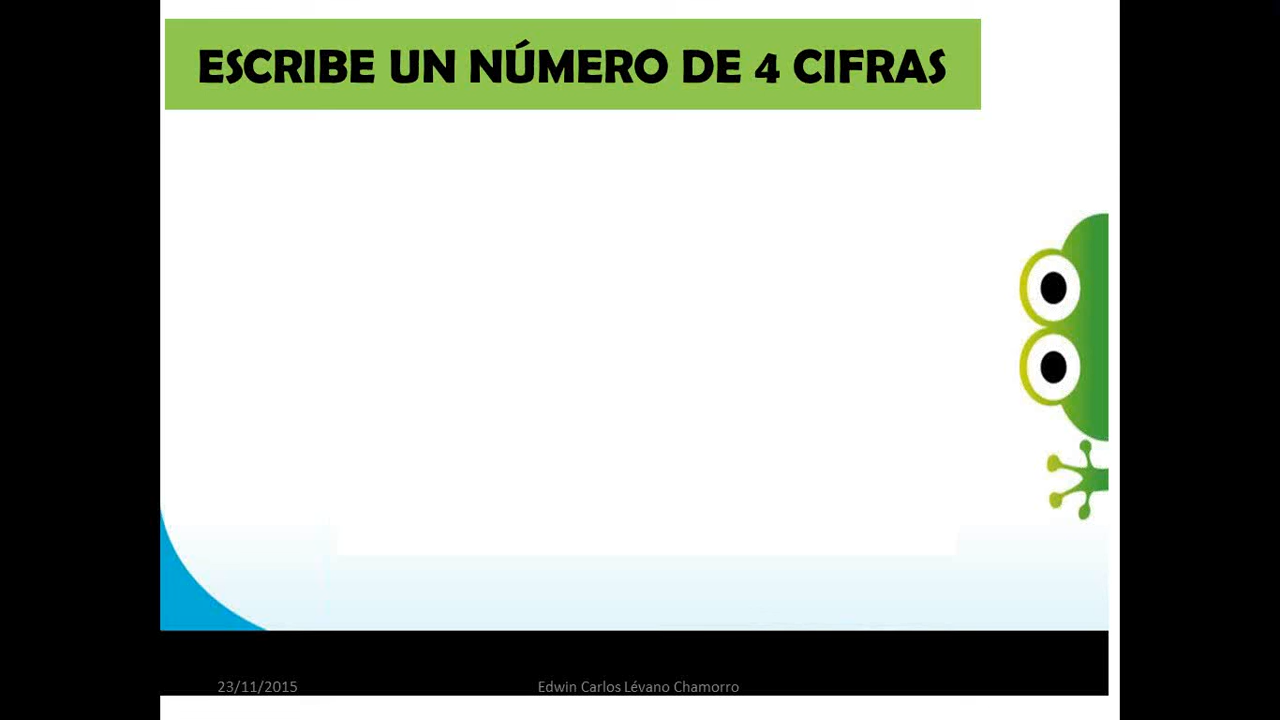 ESCRIBE UN NÚMERO DE 4 CIFRAS
23/11/2015
Edwin Carlos Lévano Chamorro